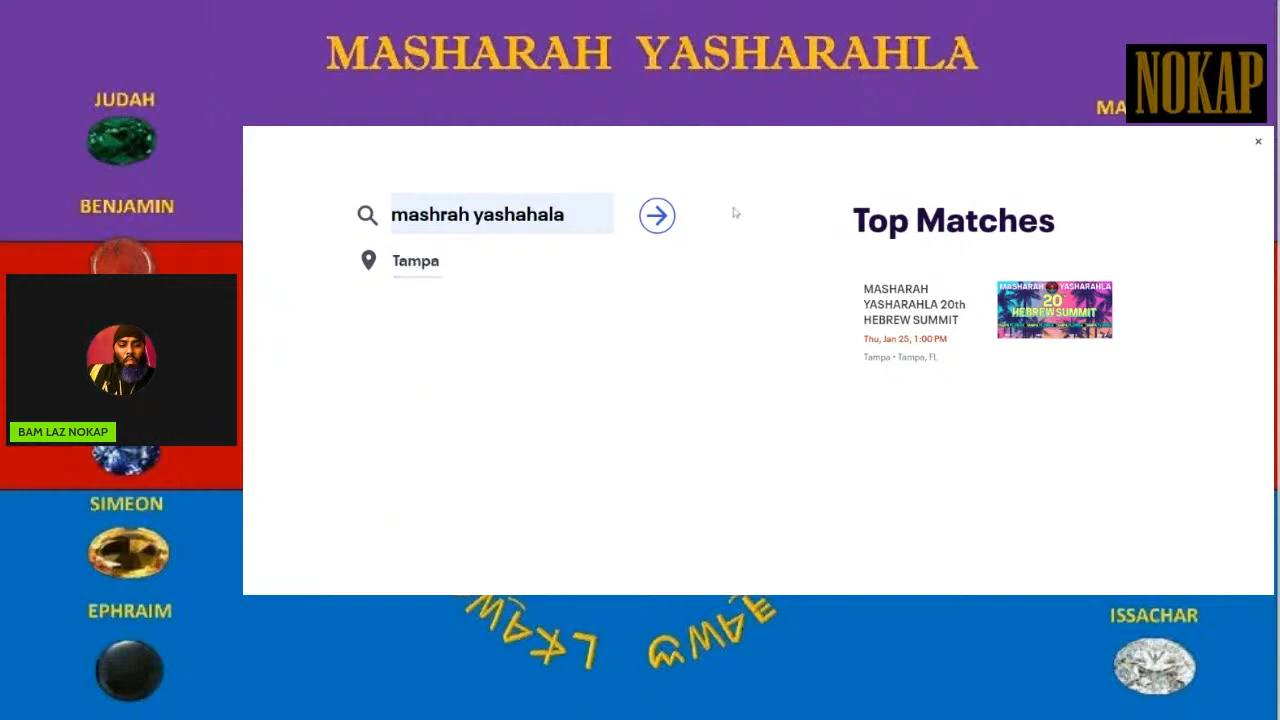 MASHARAH YASHARAHLA
NOKAP
JUDAH
BENJAMIN
mashrah yashahala
Tampa
Top Matches
MASHARAH
YASHARAHLA 20th
HEBREW SUMMIT
Thu, Jan 25, 1:00 PM
Tampa • Tampa, FL
MASHARAH YASHARAHLA
20
HEBREW SUMMIT
BAM LAZ NOKAP
SIMEON
EPHRAIM
ISSACHAR